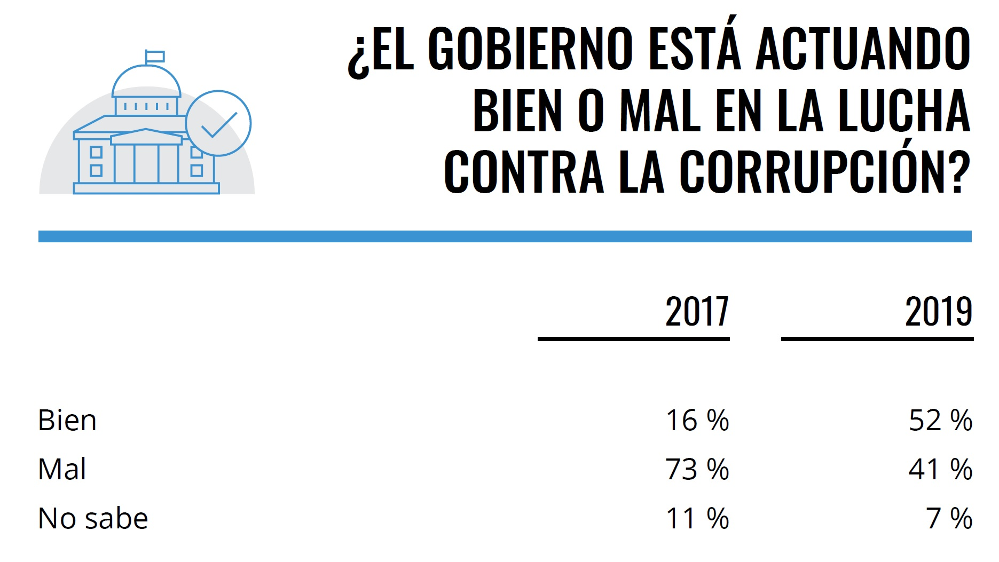 ¿EL GOBIERNO ESTÁ ACTUANDO
BIEN O MAL EN LA LUCHA
CONTRA LA CORRUPCIÓN?
2017 2019
Bien 16 % 52 %
Mal 73 % 41 %
No sabe 11 % 7 %